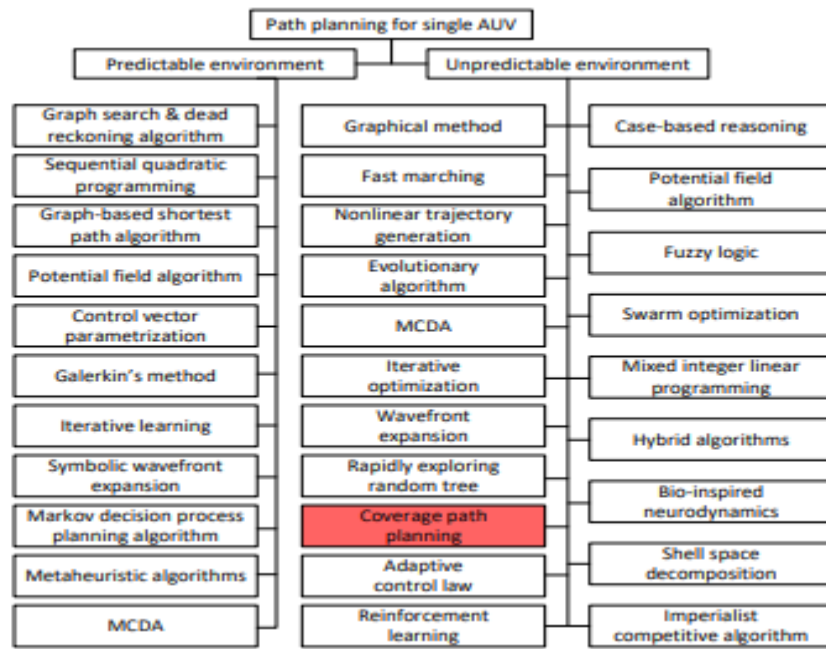 Path planning for single AUV
Predictable environment
Unpredictable environment
Graph search & dead
reckoning algorithm
Sequential quadratic
programming
Graph-based shortest
path algorithm
Potential field algorithm
Control vector
parametrization
Galerkin's method
Iterative learning
Symbolic wavefront
expansion
Markov decision process
planning algorithm
Metaheuristic algorithms
MCDA
Graphical method
Fast marching
Nonlinear trajectory
generation
Evolutionary
algorithm
MCDA
Iterative
optimization
Wavefront
expansion
Rapidly exploring
random tree
Coverage path
planning
Adaptive
control law
Reinforcement
learning
Case-based reasoning
Potential field
algorithm
Fuzzy logic
Swarm optimization
Mixed integer linear
programming
Hybrid algorithms
Bio-inspired
neurodynamics
Shell space
decomposition
Imperialist
competitive algorithm